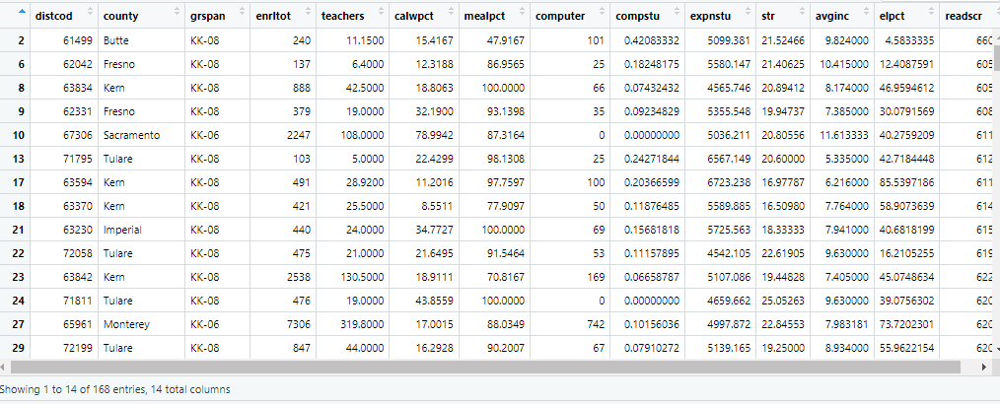 distcod county grspan enrltot teachers calwpct mealpct computer compstu expnstu str avginc elpct readscr
2 61499 Butte KK-08 240 11.1500 15.4167 47.9167 101 0.42083332 5099.381 21.52466 9.824000 4.5833335 660
6 62042 Fresno KK-08 137 6.4000 12.3188 86.9565 25 0.18248175 5580.147 21.40625 10.415000 12.4087591 605
8 63834 Kern KK-08 888 42.5000 18.8063 100.0000 66 0.07432432 4565.746 20.89412 8.174000 46.9594612 605
9 62331 Fresno KK-08 379 19.0000 32.1900 93.1398 35 0.09234829 5355.548 19.94737 7.385000 30.0791569 608
10 67306 Sacramento KK-06 2247 108.0000 78.9942 87.3164 0 0.00000000 5036.211 20.80556 11.613333 40.2759209 611
13 71795 Tulare KK-08 103 5.0000 22.4299 98.1308 25 0.24271844 6567.149 20.60000 5.335000 42.7184448 612
17 63594 Kern KK-08 491 28.9200 11.2016 97.7597 100 0.20366599 6723.238 16.97787 6.216000 85.5397186 611
18 63370 Kern KK-08 421 25.5000 8.5511 77.9097 50 0.11876485 5589.885 16.50980 7.764000 58.9073639 614
21 63230 Imperial KK-08 440 24.0000 34.7727 100.0000 69 0.15681818 5725.563 18.33333 7.941000 40.6818199 615
22 72058 Tulare KK-08 475 21.0000 21.6495 91.5464 53 0.11157895 4542.105 22.61905 9.630000 16.2105255 619
23 63842 Kern KK-08 2538 130.5000 18.9111 70.8167 169 0.06658787 5107.086 19.44828 7.405000 45.0748634 622
24 71811 Tulare KK-08 476 19.0000 43.8559 100.0000 0 0.00000000 4659.662 25.05263 9.630000 39.0756302 620
27 65961 Monterey KK-06 7306 319.8000 17.0015 88.0349 742 0.10156036 4997.872 22.84553 7.983181 73.7202301 620
29 72199 Tulare KK-08 847 44.0000 16.2928 90.2007 67 0.07910272 5139.165 19.25000 8.934000 55.9622154 620
Showing 1 to 14 of 168 entries, 14 total columns